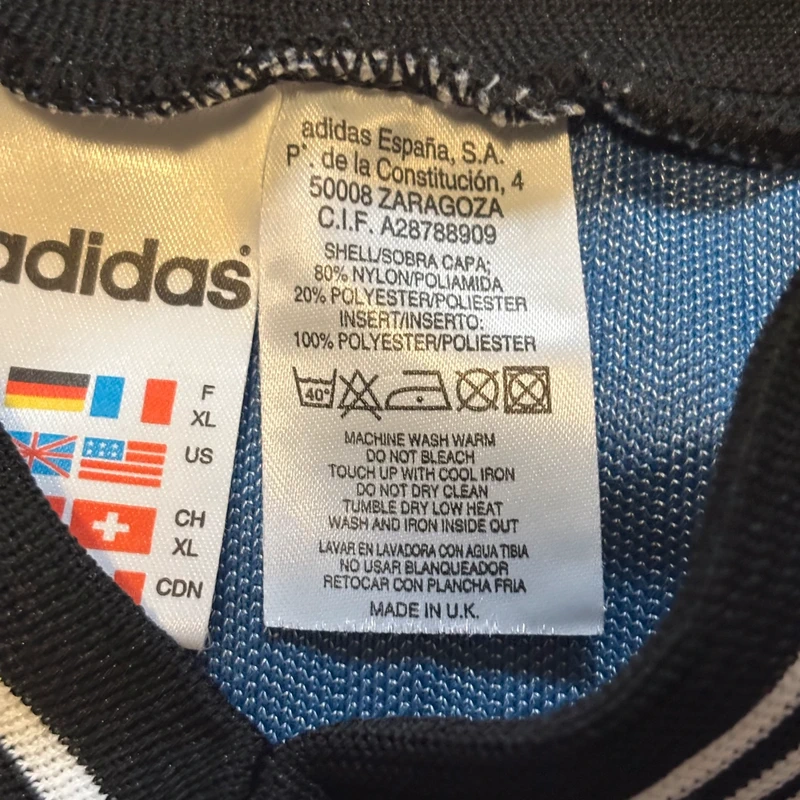 adidas
F
XL
US
CH
XL
CDN
adidas España, S.A.
P°. de la Constitución, 4
50008 ZARAGOZA
C.I.F. A28788909
SHELL/SOBRA CAPA;
80% NYLON/POLIAMIDA
20% POLYESTER/POLIESTER
INSERT/INSERTO:
100% POLYESTER/POLIESTER
40°
MACHINE WASH WARM
DO NOT BLEACH
TOUCH UP WITH COOL IRON
DO NOT DRY CLEAN
TUMBLE DRY LOW HEAT
WASH AND IRON INSIDE OUT
LAVAR EN LAVADORA CON AGUA TIBIA
NO USAR BLANQUEADOR
RETOCAR CON PLANCHA FRIA
MADE IN U.K.